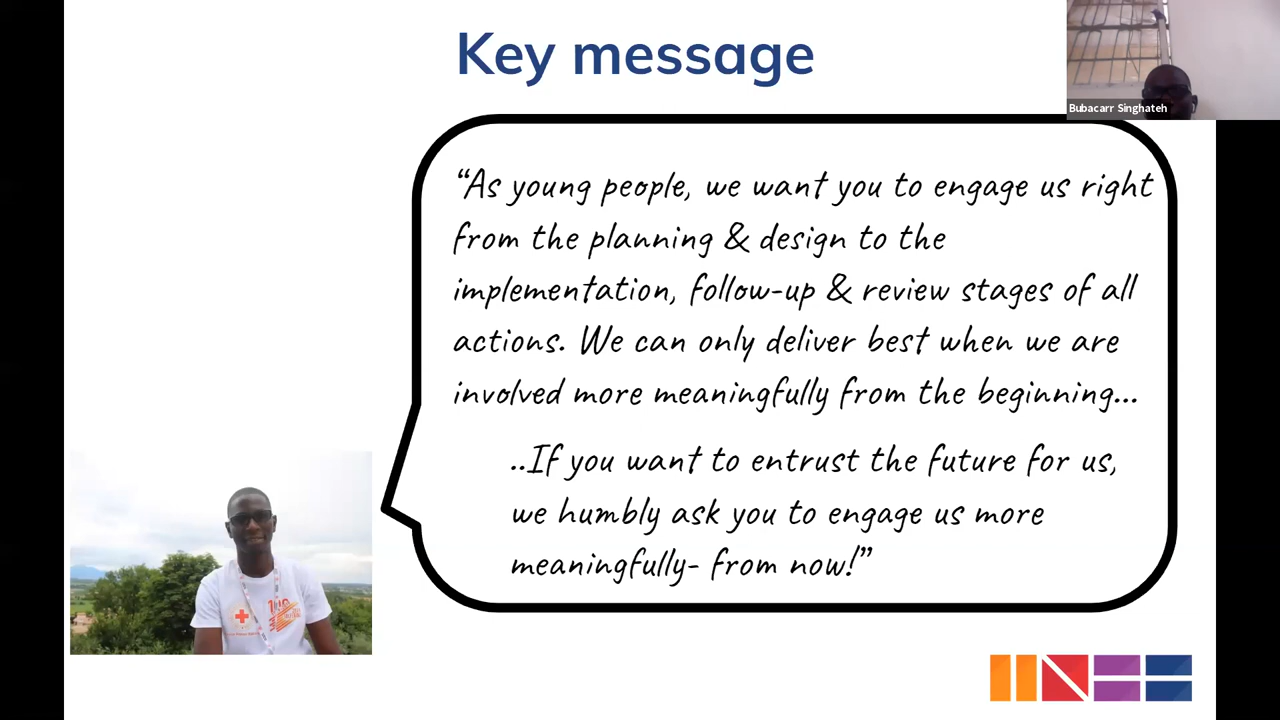 Key message
Bubacarr Singhateh
“As young people, we want you to engage us right
from the planning & design to the
implementation, follow-up & review stages of all
actions. We can only deliver best when we are
involved more meaningfully from the beginning...
..If you want to entrust the future for us,
we humbly ask you to engage us more
meaningfully- from now!”
INEE